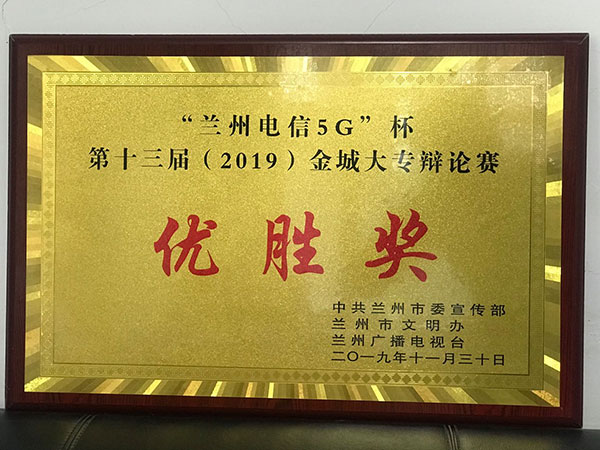 “兰州电信5G”杯
第十三届（2019）金城大专辩论赛
优胜奖
中共兰州市委宣传部
兰州市文明办
兰州广播电视台
二〇一九年十一月三十日